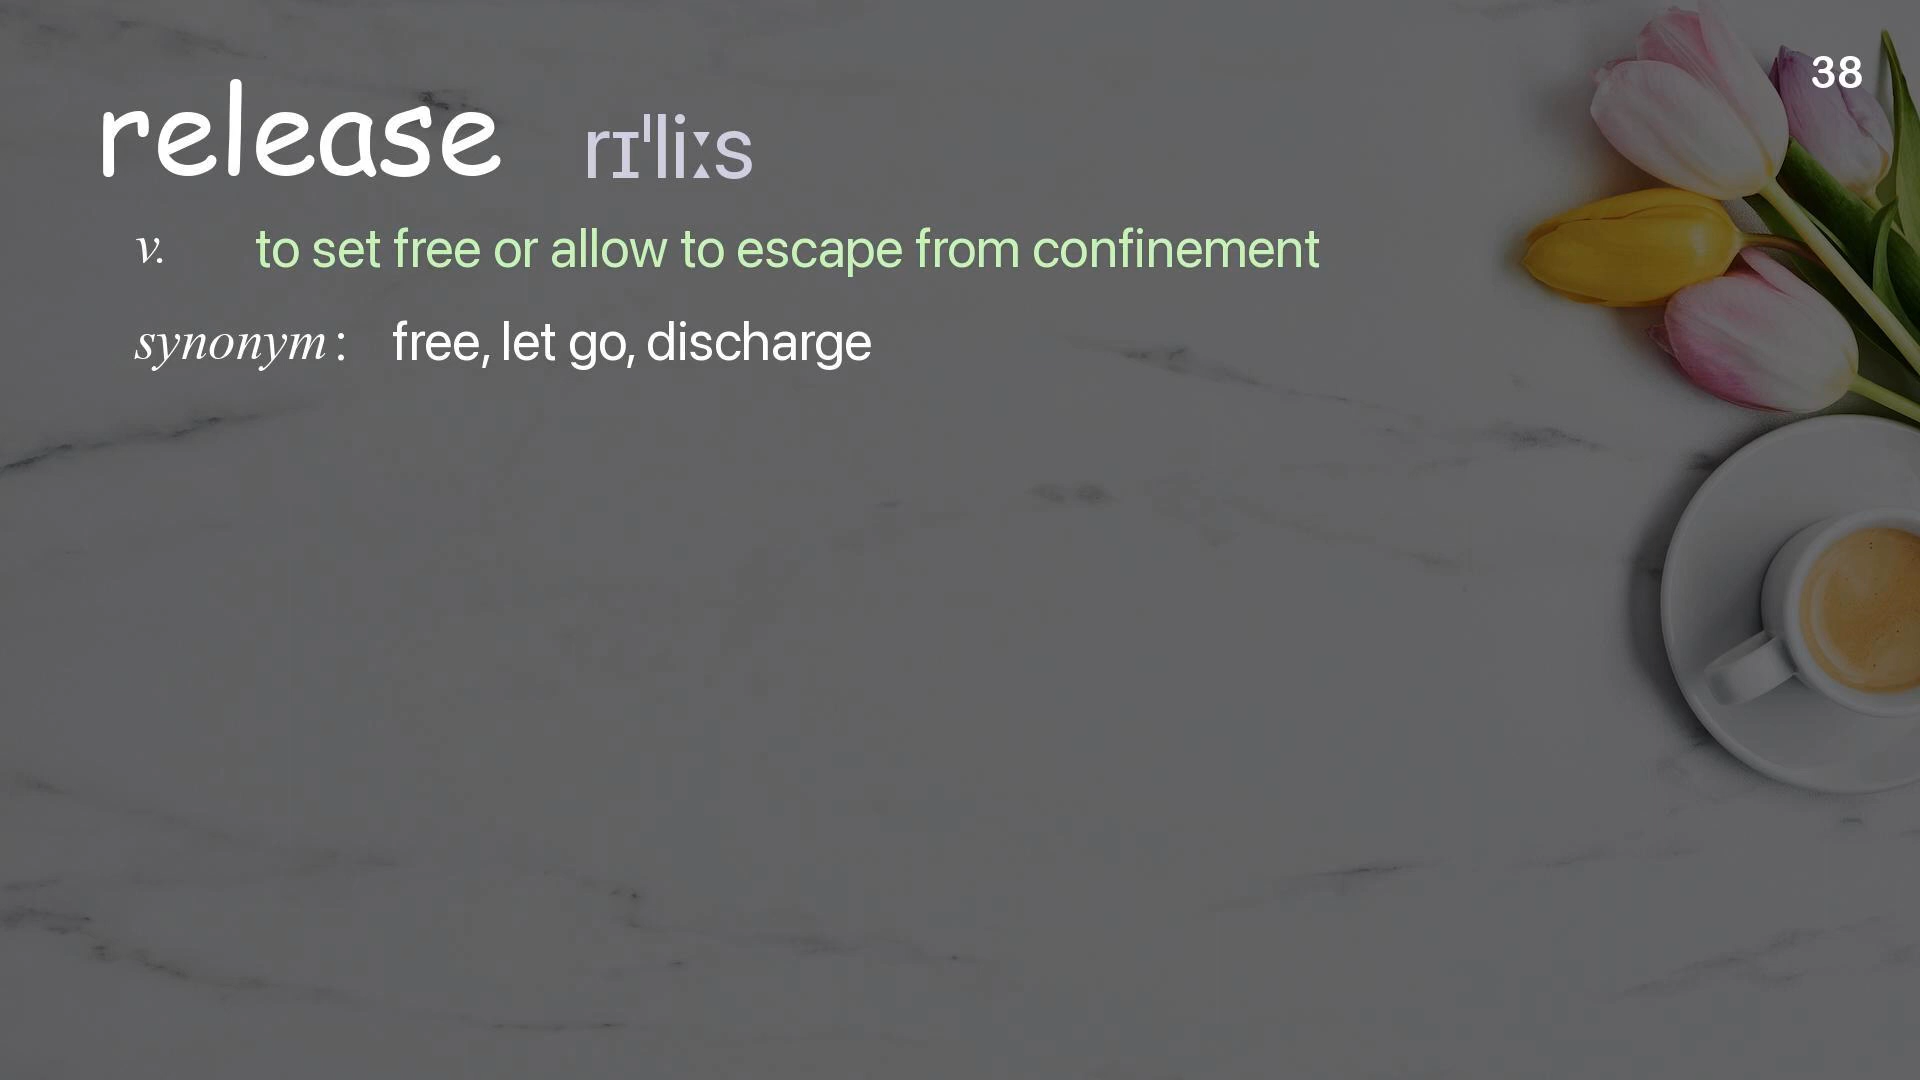 38
release rɪˈliːs
v. to set free or allow to escape from confinement
synonym : free, let go, discharge